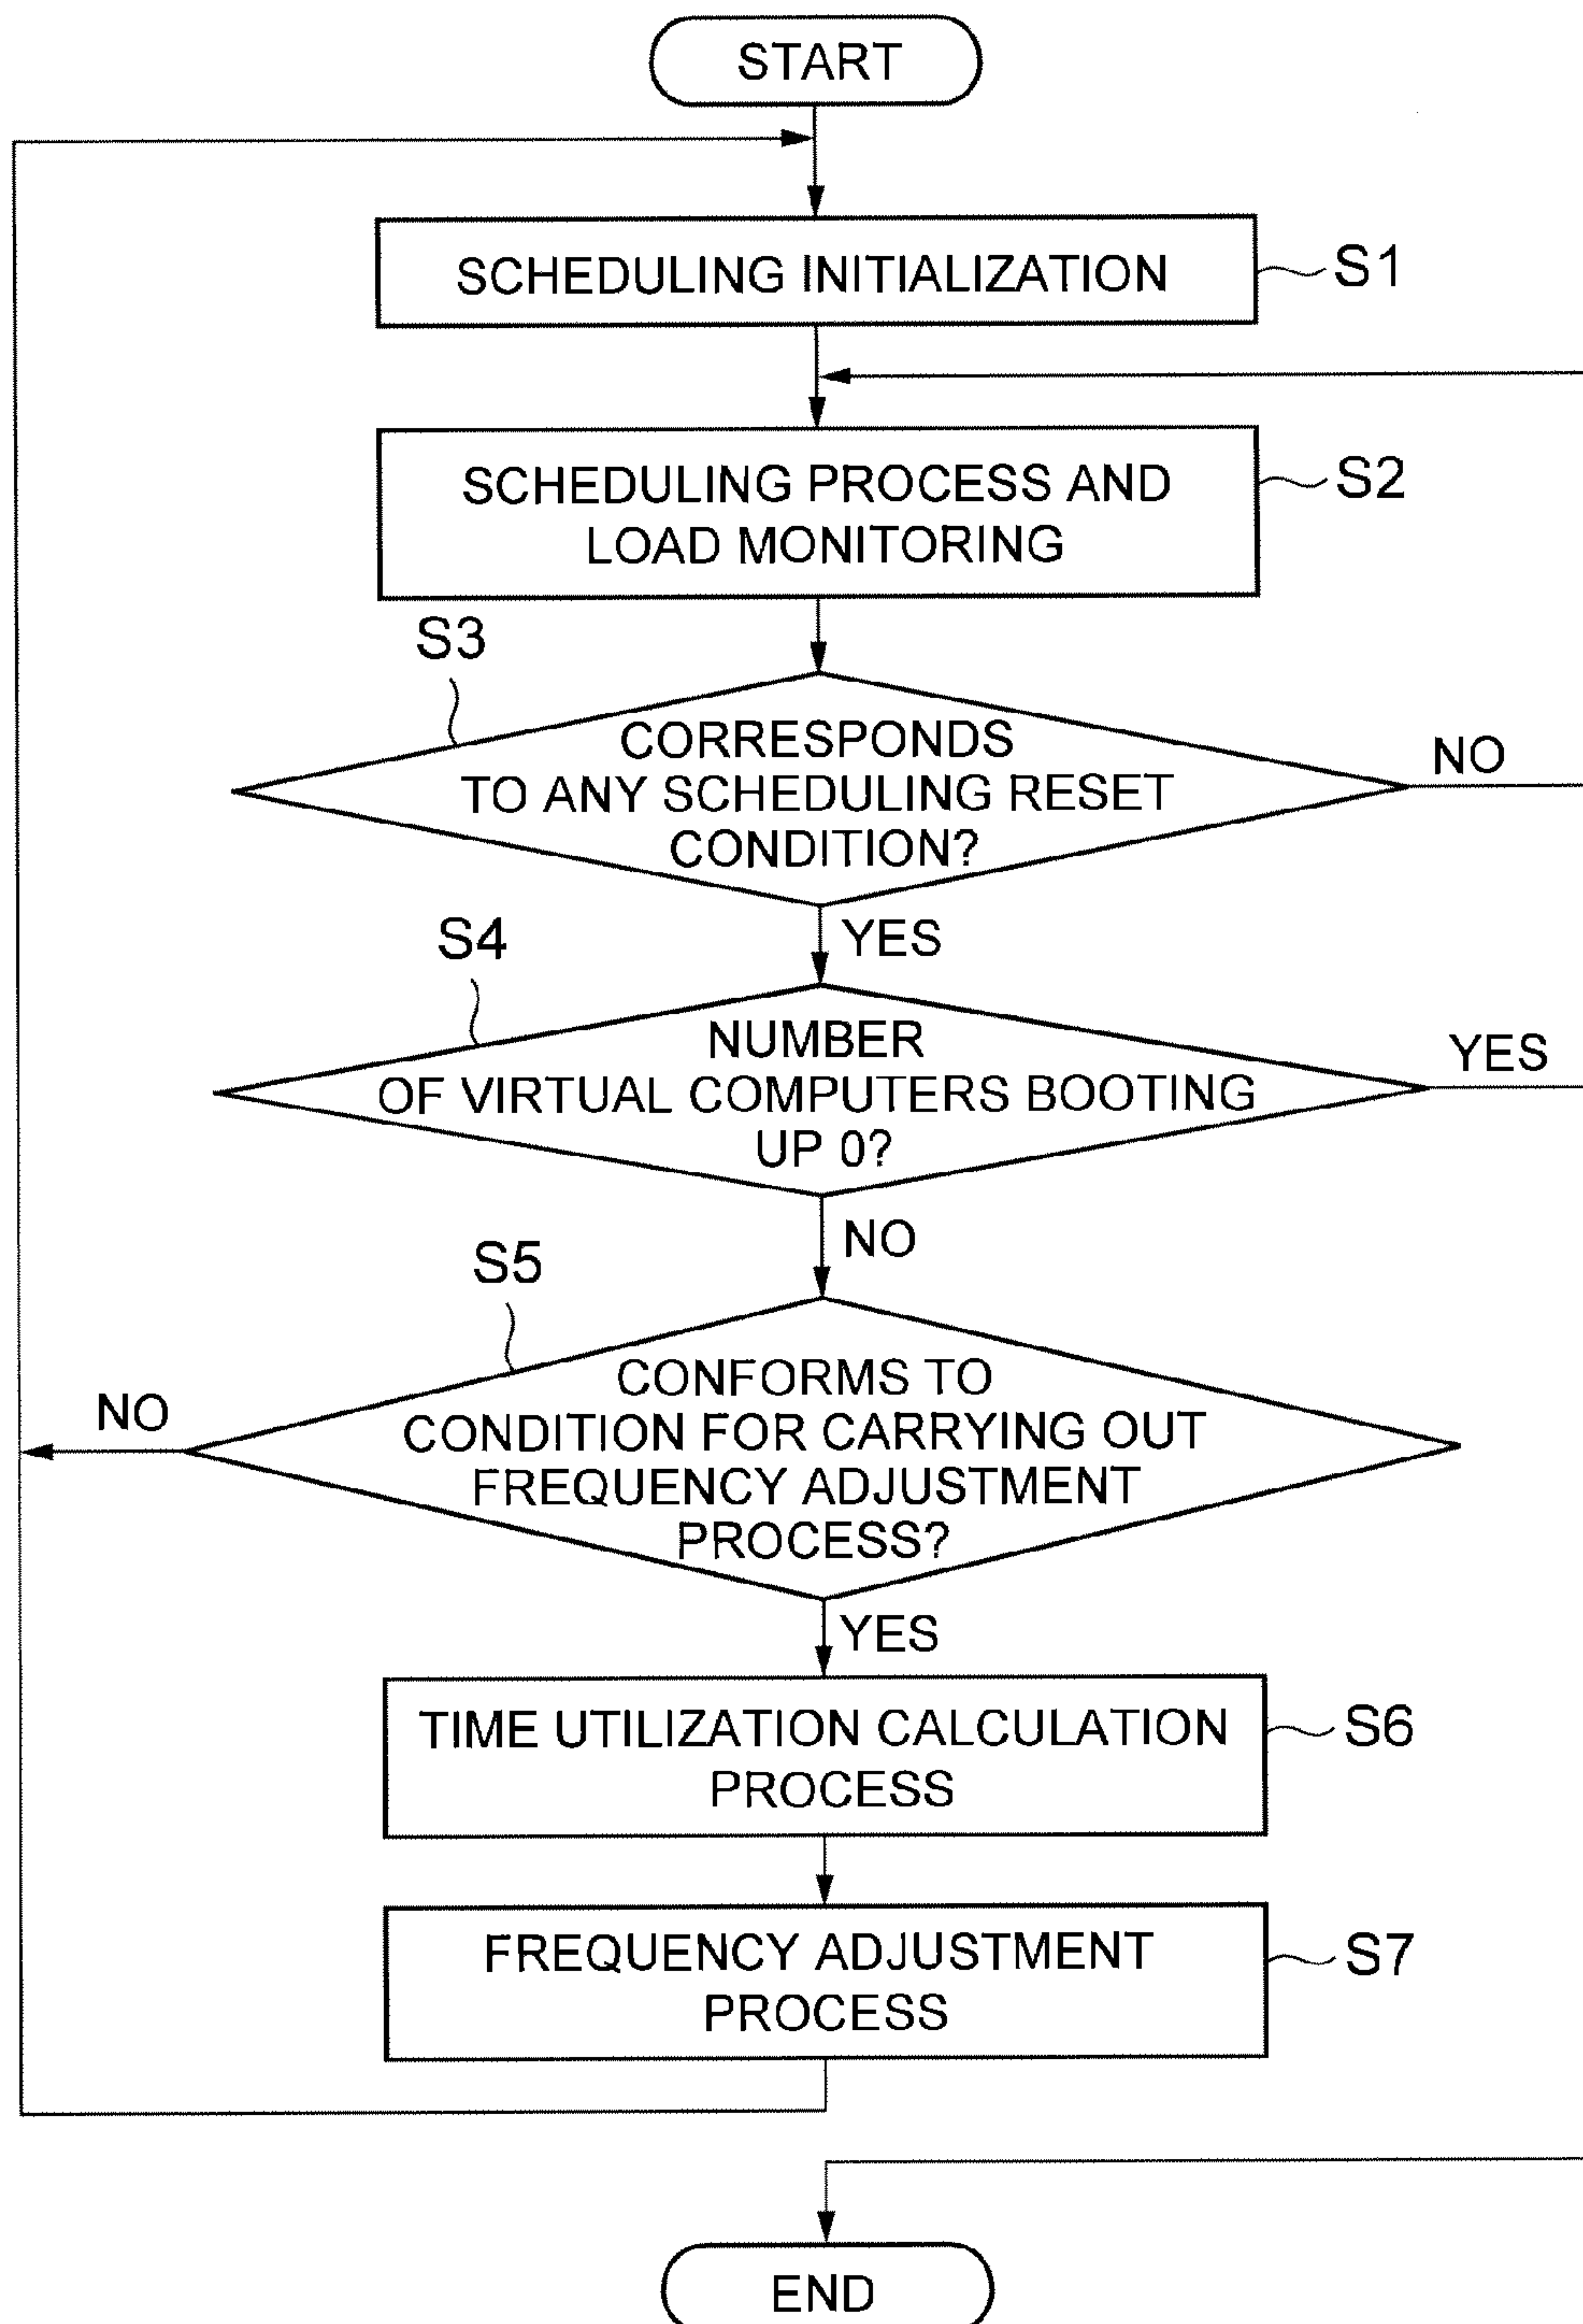 START
SCHEDULING INITIALIZATION
S1
SCHEDULING PROCESS AND
LOAD MONITORING
S2
S3
CORRESPONDS
TO ANY SCHEDULING RESET
CONDITION?
NO
YES
S4
NUMBER
OF VIRTUAL COMPUTERS BOOTING
UP 0?
YES
NO
S5
CONFORMS TO
CONDITION FOR CARRYING OUT
FREQUENCY ADJUSTMENT
PROCESS?
NO
YES
TIME UTILIZATION CALCULATION
PROCESS
S6
FREQUENCY ADJUSTMENT
PROCESS
S7
END